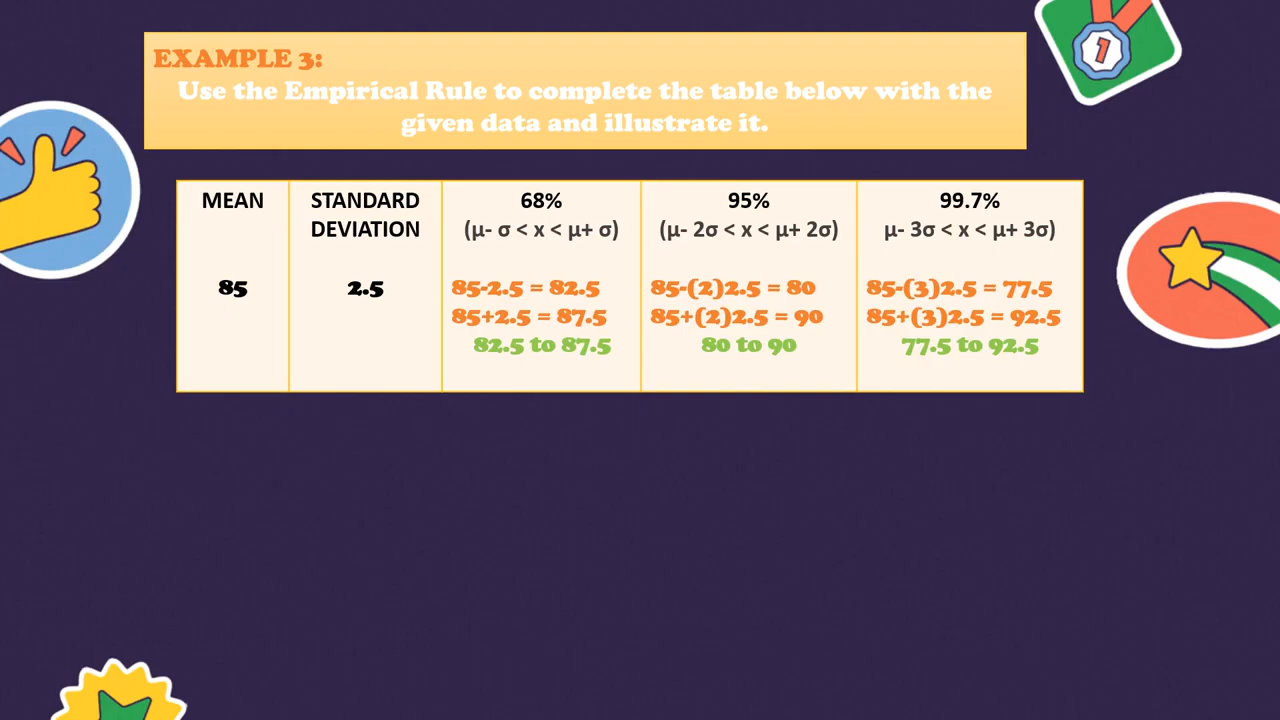 EXAMPLE 3:
Use the Empirical Rule to complete the table below with the
given data and illustrate it.
1
MEAN
STANDARD
DEVIATION
68%
(μ- σ < x < μ+ σ)
95%
(μ- 2σ < x < μ+ 2σ)
99.7%
μ- 3σ < x < μ+ 3σ)
85
2.5
85-2.5 = 82.5
85+2.5 = 87.5
82.5 to 87.5
85-(2)2.5 = 80
85+(2)2.5 = 90
80 to 90
85-(3)2.5 = 77.5
85+(3)2.5 = 92.5
77.5 to 92.5